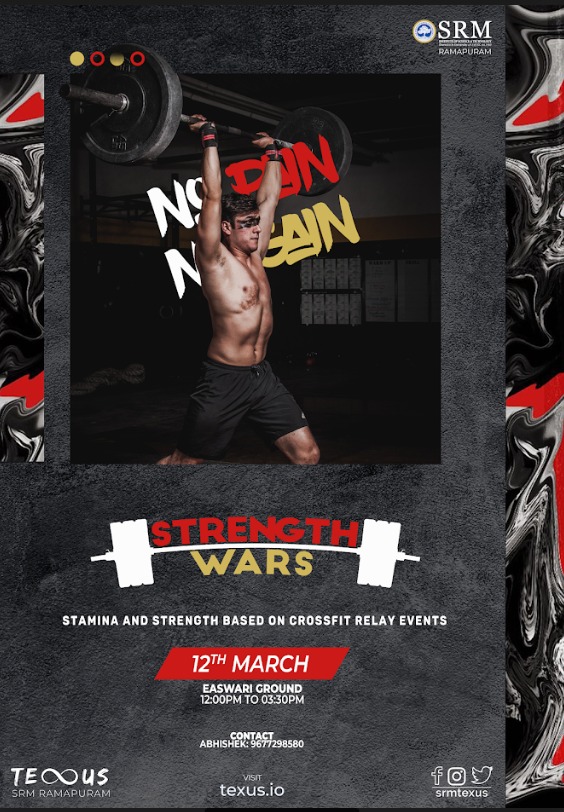 SRM
RAMAPURAM
NO PAIN
NO GAIN
STRENGTH
WARS
STAMINA AND STRENGTH BASED ON CROSSFIT RELAY EVENTS
12TH MARCH
EASWARI GROUND
12:00PM TO 03:30PM
CONTACT
ABHISHEK: 9677298580
TEXUS
SRM RAMAPURAM
VISIT
texus.io
srmtexus